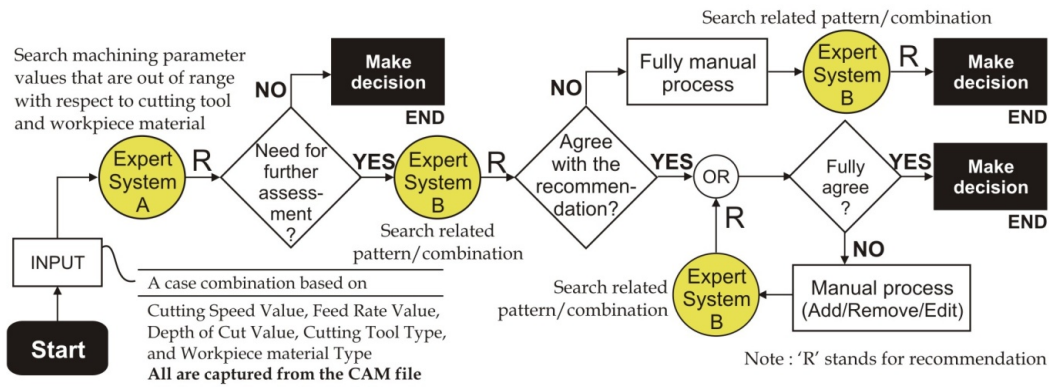 Search machining parameter
values that are out of range
with respect to cutting tool
and workpiece material
Expert
System
A
R
Need for
further
assess-
ment
?
NO
Make
decision
END
YES
Expert
System
B
Search related
pattern/combination
R
Agree
with the
recommen-
dation?
NO
Fully manual
process
Search related pattern/combination
Expert
System
B
R
Make
decision
END
YES
OR
Fully
agree
?
YES
Make
decision
END
NO
Manual process
(Add/Remove/Edit)
Expert
System
B
Search related
pattern/combination
R
INPUT
Start
A case combination based on
Cutting Speed Value, Feed Rate Value,
Depth of Cut Value, Cutting Tool Type,
and Workpiece material Type
All are captured from the CAM file
Note : 'R' stands for recommendation